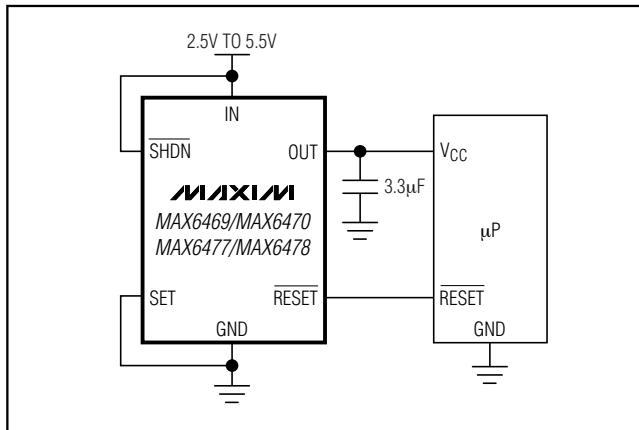 2.5V TO 5.5V
IN
SHDN
OUT
VCC
MAXIM
3.3µF
MAX6469/MAX6470
MAX6477/MAX6478
µP
SET
RESET
RESET
GND
GND